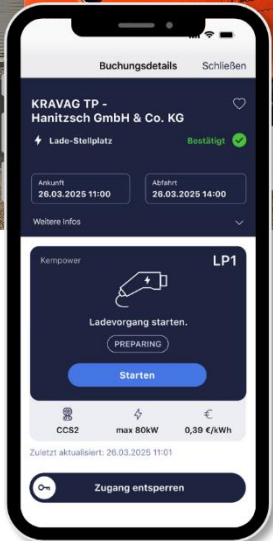 Buchungsdetails Schließen
KRAVAG TP -
Hanitzsch GmbH & Co. KG
Lade-Stellplatz Bestätigt
Ankunft Abfahrt
26.03.2025 11:00 26.03.2025 14:00
Weitere Infos
Kempower LP1
Ladevorgang starten.
PREPARING
Starten
€
CCS2 max 80kW 0,39 €/kWh
Zuletzt aktualisiert: 26.03.2025 11:01
Zugang entsperren